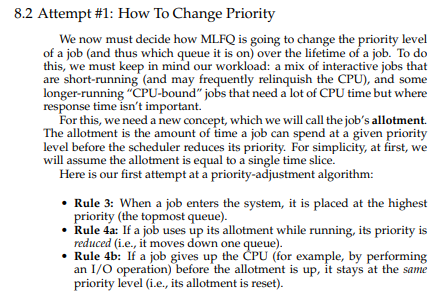 8.2 Attempt #1: How To Change Priority
We now must decide how MLFQ is going to change the priority level
of a job (and thus which queue it is on) over the lifetime of a job. To do
this, we must keep in mind our workload: a mix of interactive jobs that
are short-running (and may frequently relinquish the CPU), and some
longer-running “CPU-bound” jobs that need a lot of CPU time but where
response time isn’t important.
For this, we need a new concept, which we will call the job’s allotment.
The allotment is the amount of time a job can spend at a given priority
level before the scheduler reduces its priority. For simplicity, at first, we
will assume the allotment is equal to a single time slice.
Here is our first attempt at a priority-adjustment algorithm:
• Rule 3: When a job enters the system, it is placed at the highest
priority (the topmost queue).
• Rule 4a: If a job uses up its allotment while running, its priority is
reduced (i.e., it moves down one queue).
• Rule 4b: If a job gives up the CPU (for example, by performing
an I/O operation) before the allotment is up, it stays at the same
priority level (i.e., its allotment is reset).